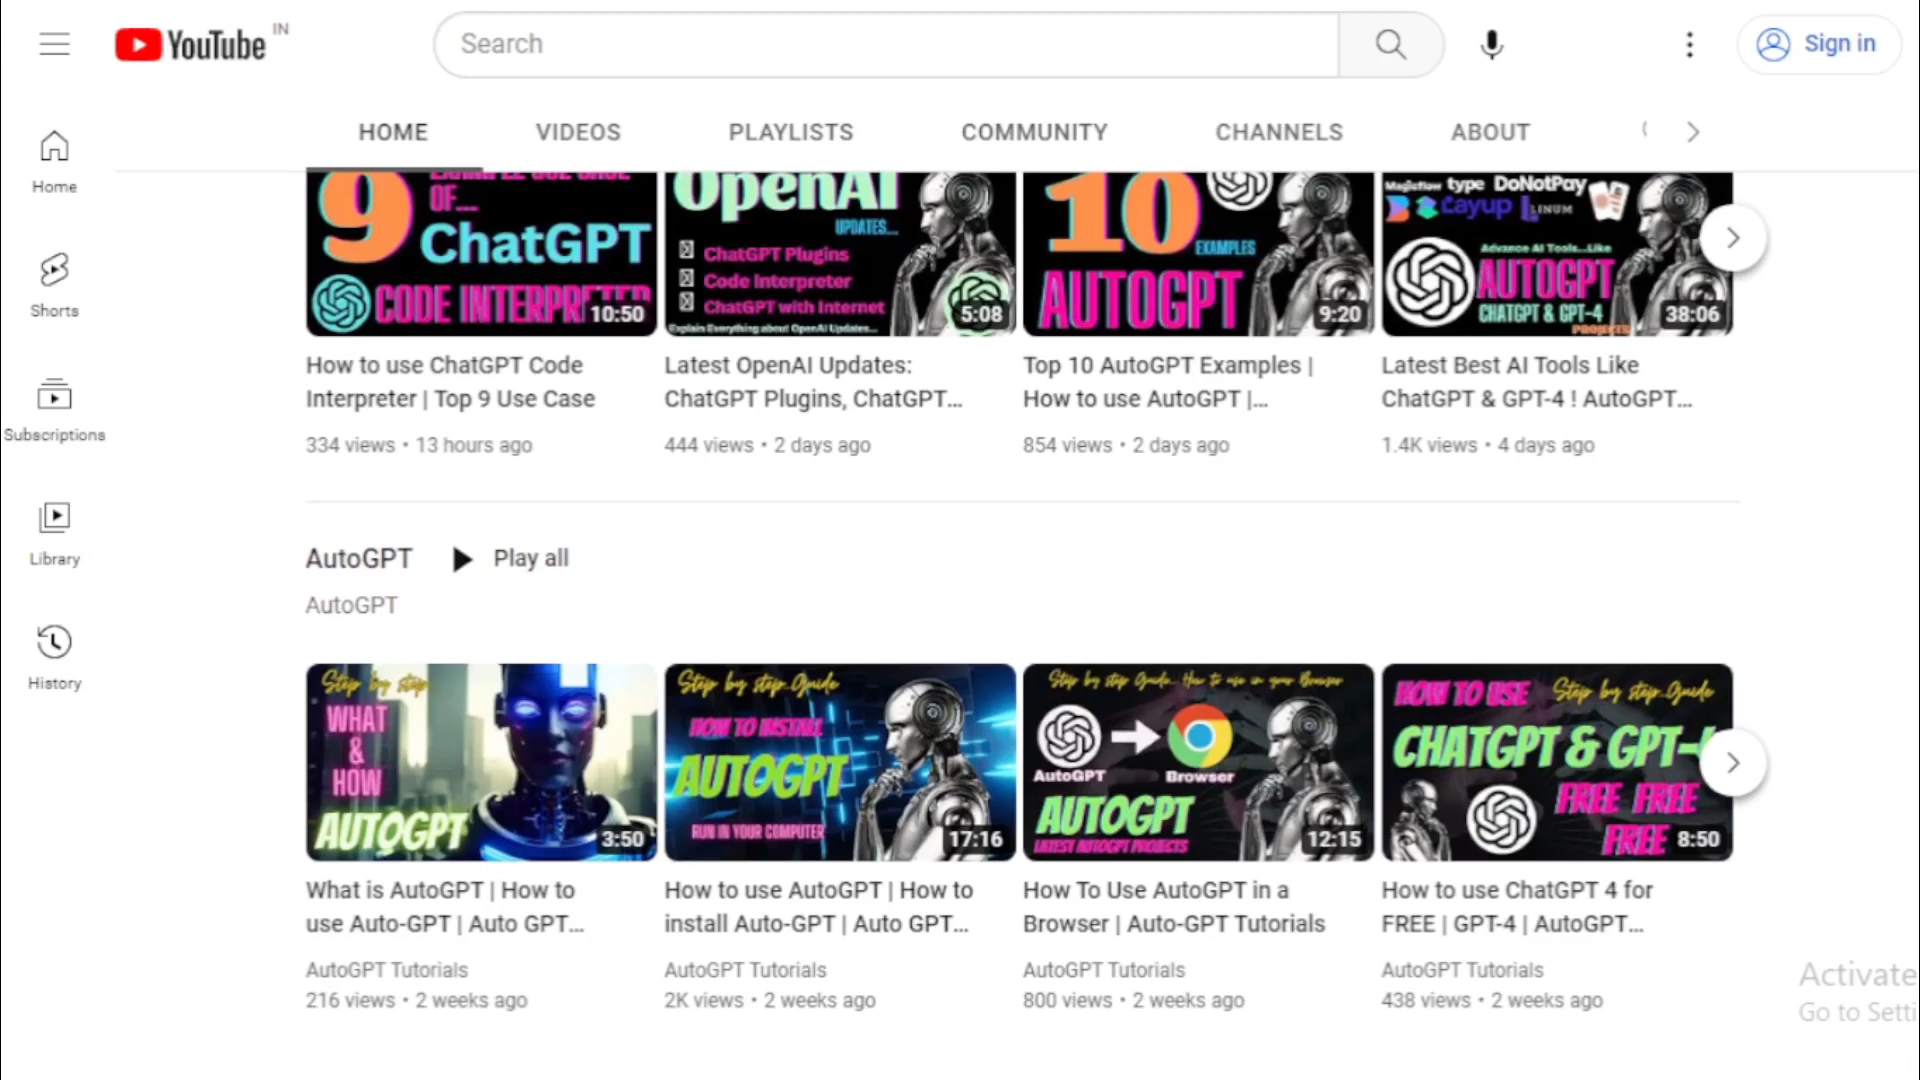 YouTube IN
Search
Sign in
HOME VIDEOS PLAYLISTS COMMUNITY CHANNELS ABOUT
Home
Shorts
Subscriptions
Library
History
9
OF....
ChatGPT
CODE INTERPRETER
10:50
OpenAI
UPDATES...
ChatGPT Plugins
Code Interpreter
ChatGPT with Internet
Explain Everything about OpenAI Updates...
5:08
10
EXAMPLES
AUTOGPT
9:20
Magicflow type DoNotPay
Cayup LINUM
Advance AI Tools...Like
AUTOGPT
CHATGPT & GPT-4
PROJECTS
38:06
How to use ChatGPT Code
Interpreter | Top 9 Use Case
334 views • 13 hours ago
Latest OpenAI Updates:
ChatGPT Plugins, ChatGPT...
444 views • 2 days ago
Top 10 AutoGPT Examples |
How to use AutoGPT |...
854 views • 2 days ago
Latest Best AI Tools Like
ChatGPT & GPT-4 ! AutoGPT...
1.4K views • 4 days ago
AutoGPT Play all
AutoGPT
Step by step
WHAT
&
HOW
AUTOGPT
3:50
Step by step Guide
HOW TO INSTALL
AUTOGPT
RUN IN YOUR COMPUTER
17:16
Step by step Guide... How to use in your Browser
AutoGPT
Browser
AUTOGPT
LATEST AUTOGPT PROJECTS
12:15
HOW TO USE Step by step Guide
CHATGPT & GPT-4
FREE FREE
FREE
8:50
What is AutoGPT | How to
use Auto-GPT | Auto GPT...
AutoGPT Tutorials
216 views • 2 weeks ago
How to use AutoGPT | How to
install Auto-GPT | Auto GPT...
AutoGPT Tutorials
2K views • 2 weeks ago
How To Use AutoGPT in a
Browser | Auto-GPT Tutorials
AutoGPT Tutorials
800 views • 2 weeks ago
How to use ChatGPT 4 for
FREE | GPT-4 | AutoGPT...
AutoGPT Tutorials
438 views • 2 weeks ago
Activate
Go to Setti